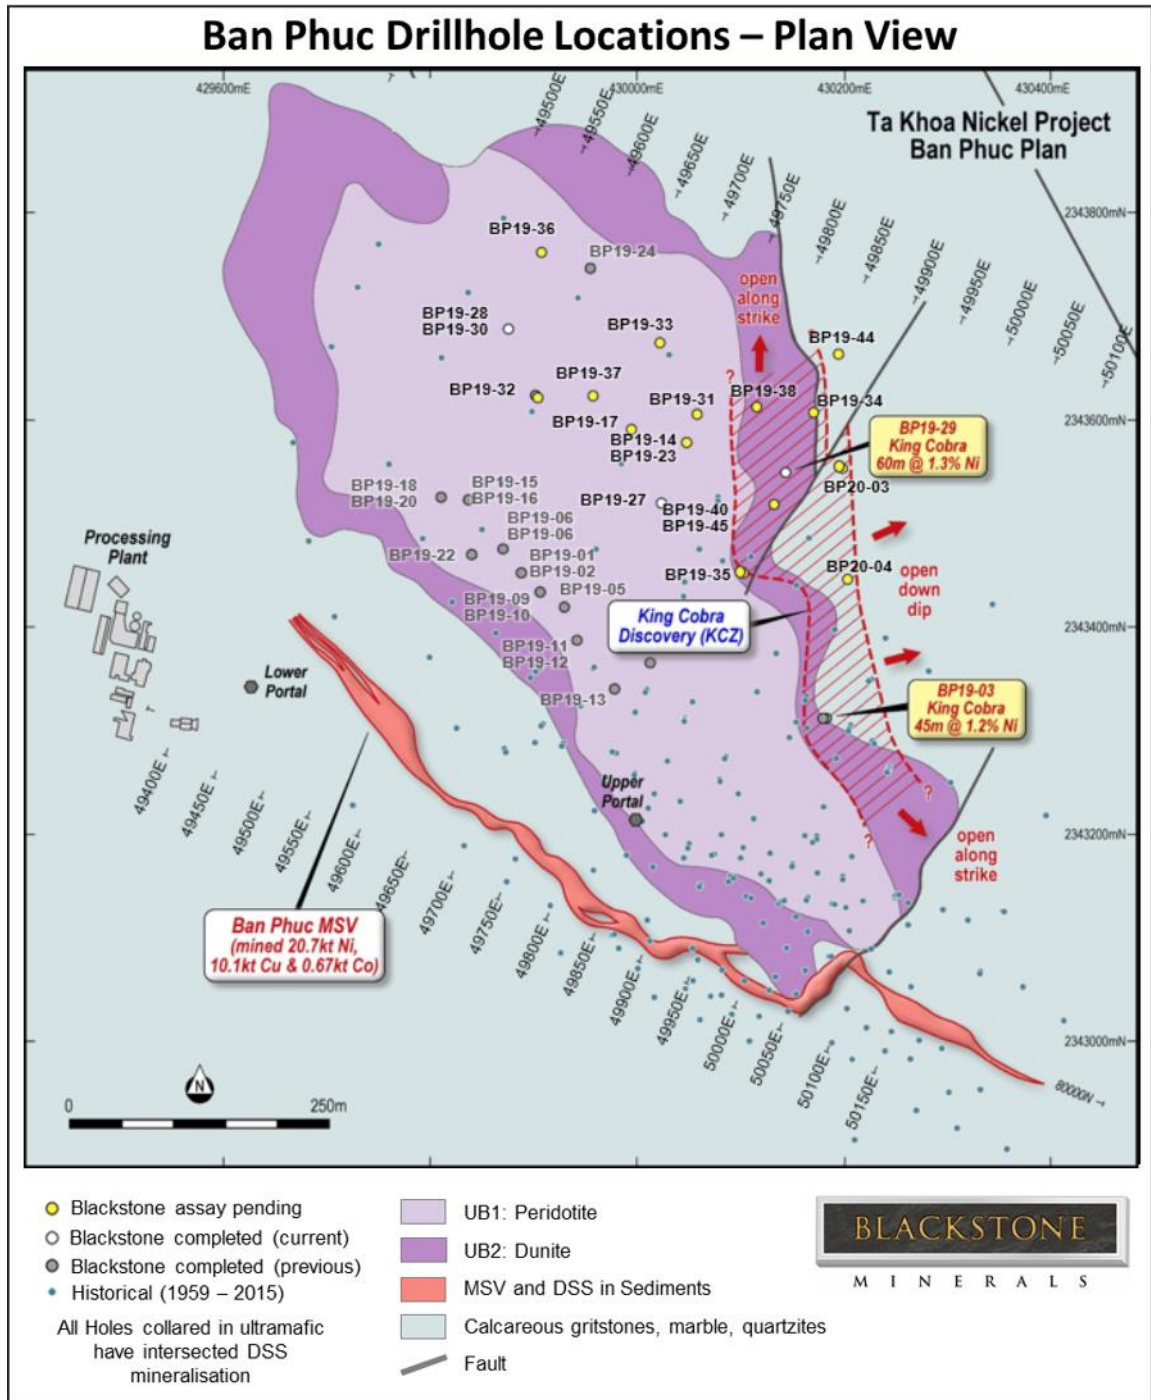 Ban Phuc Drillhole Locations – Plan View
429600mE
430000mE
430200mE
430400mE
Ta Khoa Nickel Project
Ban Phuc Plan
49500E
49550E
49600E
49650E
49700E
49750E
49800E
49850E
49900E
49950E
50000E
50050E
50100E
2343800mN
2343600mN
2343400mN
2343200mN
2343000mN
BP19-36
BP19-24
open
along
strike
BP19-28
BP19-30
BP19-33
BP19-44
?
?
BP19-32
BP19-37
BP19-31
BP19-38
BP19-34
BP19-17
BP19-14
BP19-23
BP19-29
King Cobra
60m @ 1.3% Ni
BP20-03
BP19-18
BP19-20
BP19-15
BP19-16
BP19-27
BP19-40
BP19-45
BP19-06
BP19-06
BP19-22
BP19-01
BP19-02
BP19-35
BP20-04
open
down
dip
BP19-05
BP19-09
BP19-10
King Cobra
Discovery (KCZ)
BP19-11
BP19-12
BP19-13
BP19-03
King Cobra
45m @ 1.2% Ni
Processing
Plant
Lower
Portal
Upper
Portal
?
?
open
along
strike
49400E
49450E
49500E
49550E
49600E
49650E
49700E
49750E
49800E
49850E
49900E
49950E
50000E
50050E
50100E
50150E
80000N
Ban Phuc MSV
(mined 20.7kt Ni,
10.1kt Cu & 0.67kt Co)
N
0 250m
Blackstone assay pending
Blackstone completed (current)
Blackstone completed (previous)
Historical (1959 – 2015)
All Holes collared in ultramafic
have intersected DSS
mineralisation
UB1: Peridotite
UB2: Dunite
MSV and DSS in Sediments
Calcareous gritstones, marble, quartzites
Fault
BLACKSTONE
MINERALS